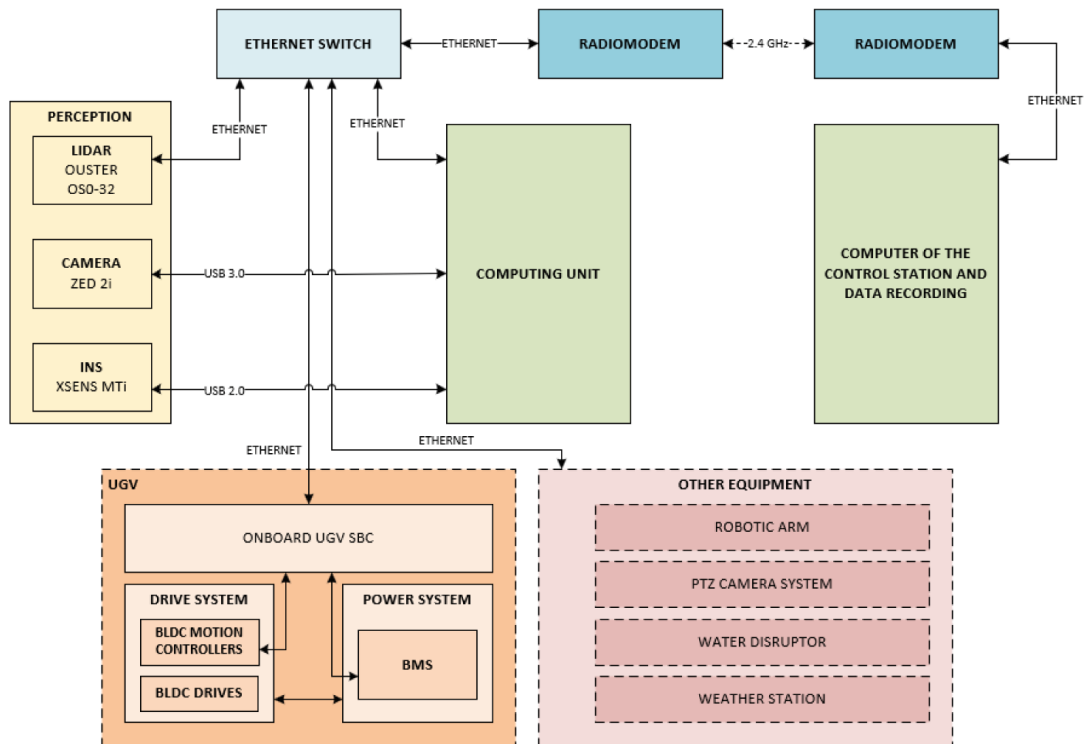 ETHERNET SWITCH
ETHERNET
RADIOMODEM
2.4 GHz
RADIOMODEM
ETHERNET
PERCEPTION
ETHERNET
ETHERNET
LIDAR
OUSTER
OS0-32
CAMERA
ZED 2i
USB 3.0
COMPUTING UNIT
COMPUTER OF THE
CONTROL STATION AND
DATA RECORDING
INS
XSENS MTi
USB 2.0
ETHERNET
ETHERNET
UGV
ONBOARD UGV SBC
DRIVE SYSTEM
BLDC MOTION
CONTROLLERS
BLDC DRIVES
POWER SYSTEM
BMS
OTHER EQUIPMENT
ROBOTIC ARM
PTZ CAMERA SYSTEM
WATER DISRUPTOR
WEATHER STATION